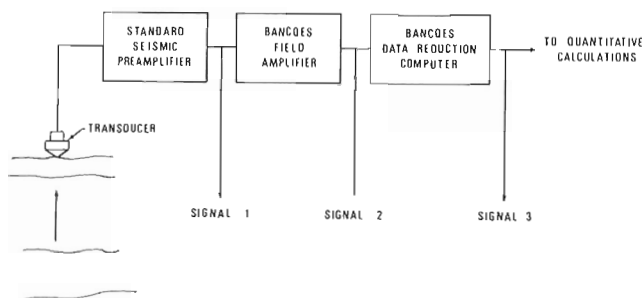 STANDARD
SEISMIC
PREAMPLIFIER
BANCQES
FIELD
AMPLIFIER
BANCQES
DATA REDUCTION
COMPUTER
TO QUANTITATIVE
CALCULATIONS
TRANSDUCER
SIGNAL 1
SIGNAL 2
SIGNAL 3